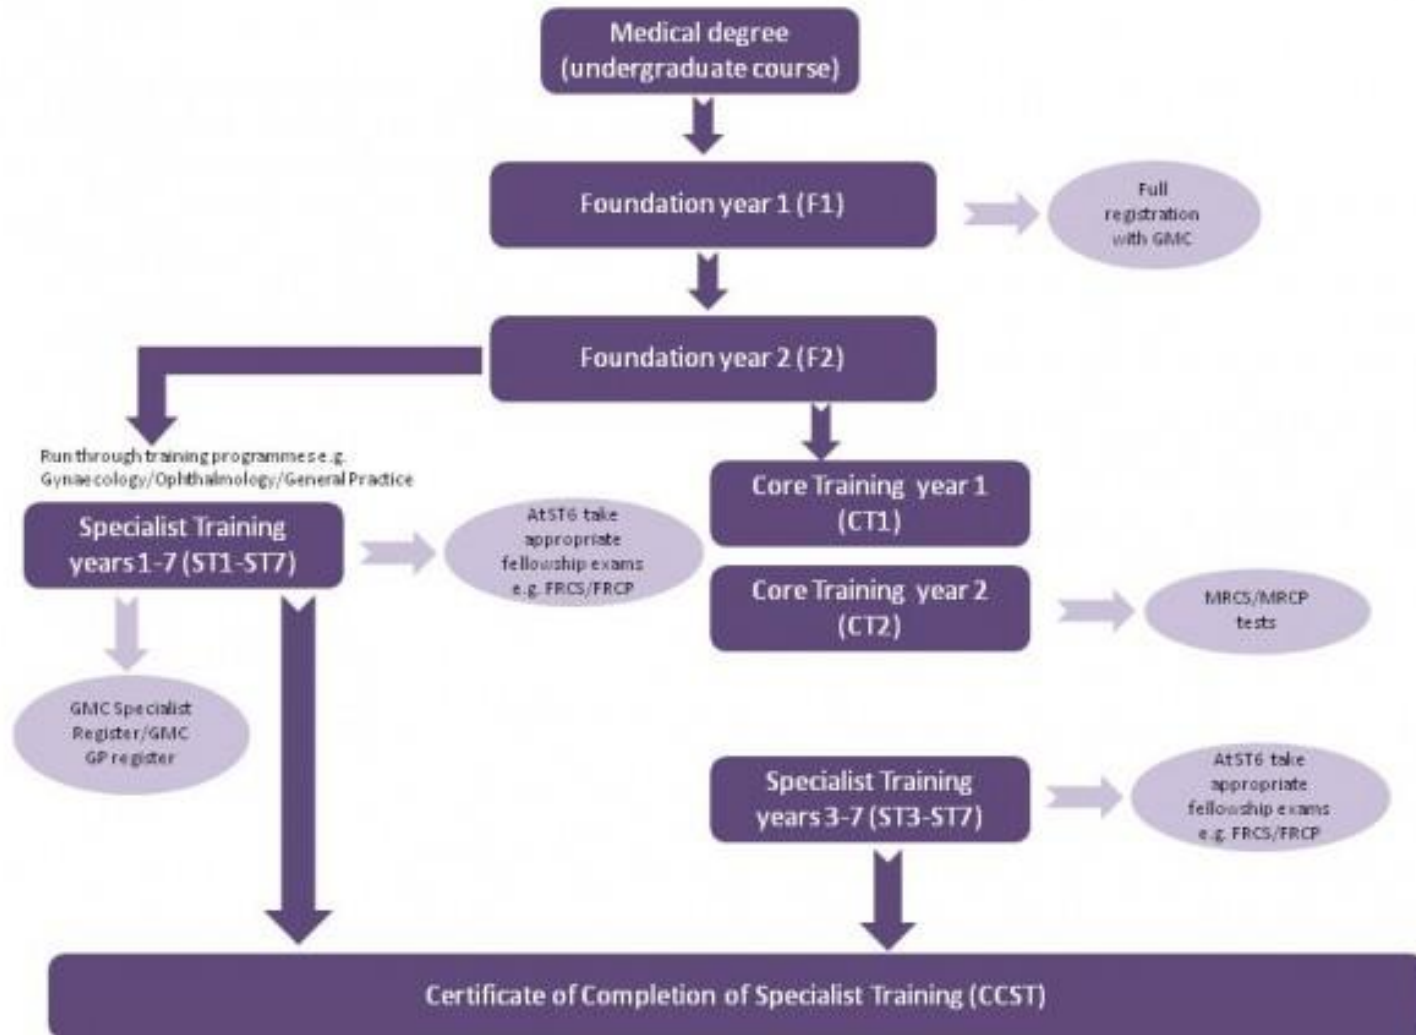 Medical degree
(undergraduate course)
Foundation year 1 (F1)
Full
registration
with GMC
Foundation year 2 (F2)
Run through training programmes e.g.
Gynaecology/Ophthalmology/General Practice
Specialist Training
years 1-7 (ST1-ST7)
At ST6 take
appropriate
fellowship exams
e.g. FRCS/FRCP
Core Training year 1
(CT1)
Core Training year 2
(CT2)
MRCS/MRCP
tests
GMC Specialist
Register/GMC
GP register
Specialist Training
years 3-7 (ST3-ST7)
At ST6 take
appropriate
fellowship exams
e.g. FRCS/FRCP
Certificate of Completion of Specialist Training (CCST)